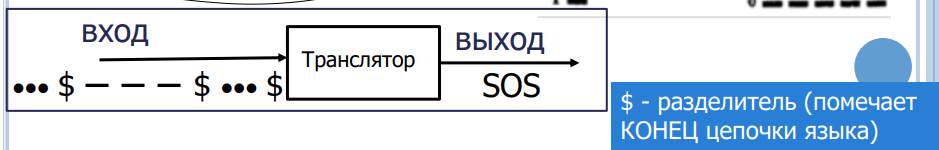 ВХОД
Транслятор
ВЫХОД
••• $ — — — $ ••• $
SOS
$ - разделитель (помечает
КОНЕЦ цепочки языка)